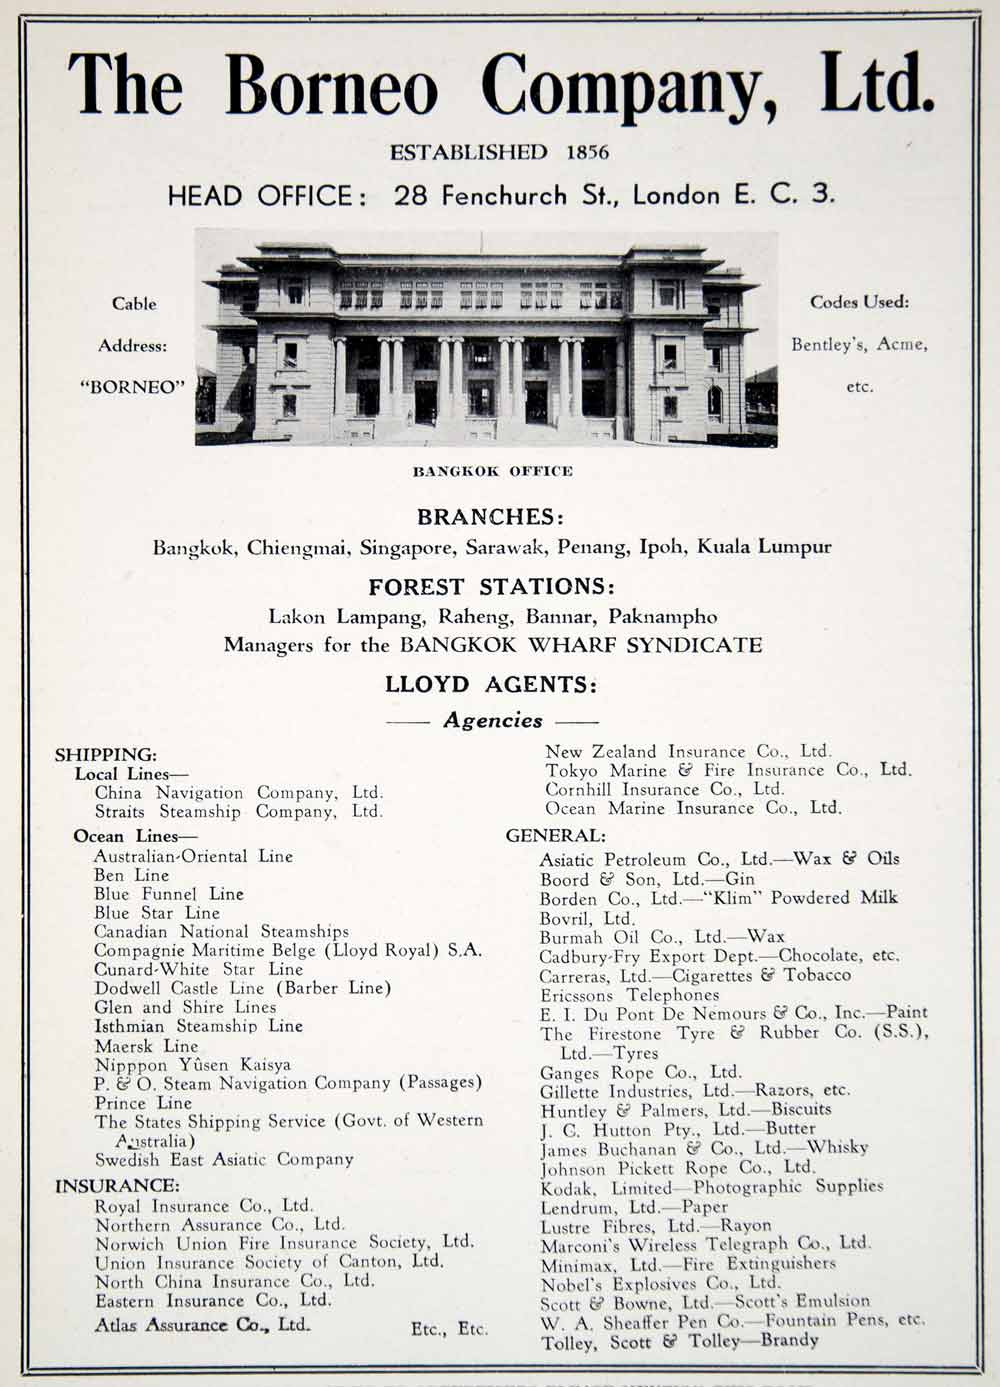 The Borneo Company, Ltd.
ESTABLISHED 1856
HEAD OFFICE: 28 Fenchurch St., London E. C. 3.
Cable
Address:
"BORNEO"
Codes Used:
Bentley's, Acme,
etc.
BANGKOK OFFICE
BRANCHES:
Bangkok, Chiengmai, Singapore, Sarawak, Penang, Ipoh, Kuala Lumpur
FOREST STATIONS:
Lakon Lampang, Raheng, Bannar, Paknampho
Managers for the BANGKOK WHARF SYNDICATE
LLOYD AGENTS:
—— Agencies ——
SHIPPING:
Local Lines—
China Navigation Company, Ltd.
Straits Steamship Company, Ltd.
Ocean Lines—
Australian-Oriental Line
Ben Line
Blue Funnel Line
Blue Star Line
Canadian National Steamships
Compagnie Maritime Belge (Lloyd Royal) S.A.
Cunard-White Star Line
Dodwell Castle Line (Barber Line)
Glen and Shire Lines
Isthmian Steamship Line
Maersk Line
Nipppon Yûsen Kaisya
P. & O. Steam Navigation Company (Passages)
Prince Line
The States Shipping Service (Govt. of Western
Australia)
Swedish East Asiatic Company
INSURANCE:
Royal Insurance Co., Ltd.
Northern Assurance Co., Ltd.
Norwich Union Fire Insurance Society, Ltd.
Union Insurance Society of Canton, Ltd.
North China Insurance Co., Ltd.
Eastern Insurance Co., Ltd.
Atlas Assurance Co., Ltd.
Etc., Etc.
New Zealand Insurance Co., Ltd.
Tokyo Marine & Fire Insurance Co., Ltd.
Cornhill Insurance Co., Ltd.
Ocean Marine Insurance Co., Ltd.
GENERAL:
Asiatic Petroleum Co., Ltd.—Wax & Oils
Boord & Son, Ltd.—Gin
Borden Co., Ltd.—"Klim" Powdered Milk
Bovril, Ltd.
Burmah Oil Co., Ltd.—Wax
Cadbury-Fry Export Dept.—Chocolate, etc.
Carreras, Ltd.—Cigarettes & Tobacco
Ericssons Telephones
E. I. Du Pont De Nemours & Co., Inc.—Paint
The Firestone Tyre & Rubber Co. (S.S.),
Ltd.—Tyres
Ganges Rope Co., Ltd.
Gillette Industries, Ltd.—Razors, etc.
Huntley & Palmers, Ltd.—Biscuits
J. C. Hutton Pty., Ltd.—Butter
James Buchanan & Co., Ltd.—Whisky
Johnson Pickett Rope Co., Ltd.
Kodak, Limited—Photographic Supplies
Lendrum, Ltd.—Paper
Lustre Fibres, Ltd.—Rayon
Marconi's Wireless Telegraph Co., Ltd.
Minimax, Ltd.—Fire Extinguishers
Nobel's Explosives Co., Ltd.
Scott & Bowne, Ltd.—Scott's Emulsion
W. A. Sheaffer Pen Co.—Fountain Pens, etc.
Tolley, Scott & Tolley—Brandy